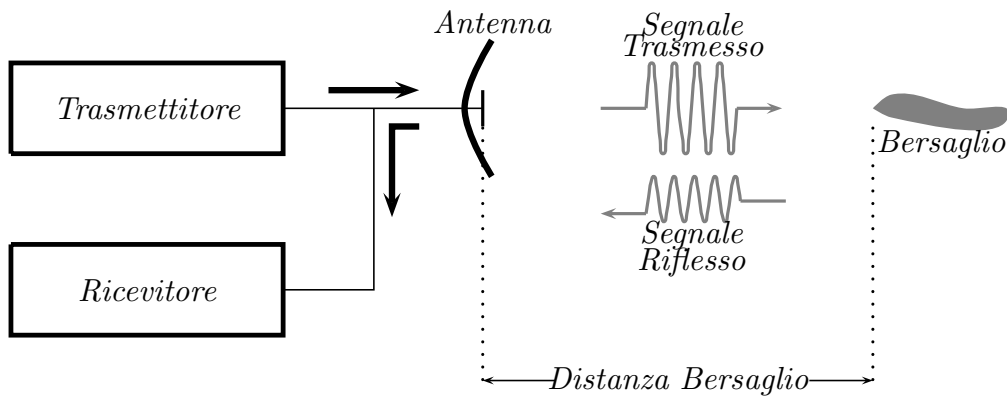 Antenna
Segnale
Trasmesso
Trasmettitore
Bersaglio
Segnale
Riflesso
Ricevitore
Distanza Bersaglio